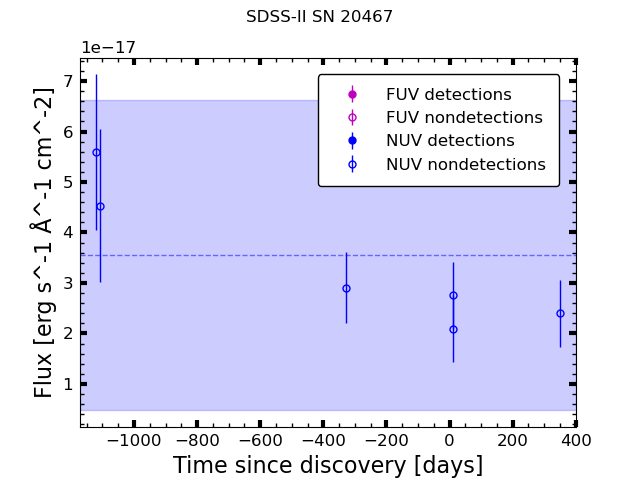 SDSS-II SN 20467
1e−17
FUV detections
FUV nondetections
NUV detections
NUV nondetections
7
6
5
4
3
2
1
Flux [erg s^-1 Å^-1 cm^-2]
−1000 −800 −600 −400 −200 0 200 400
Time since discovery [days]